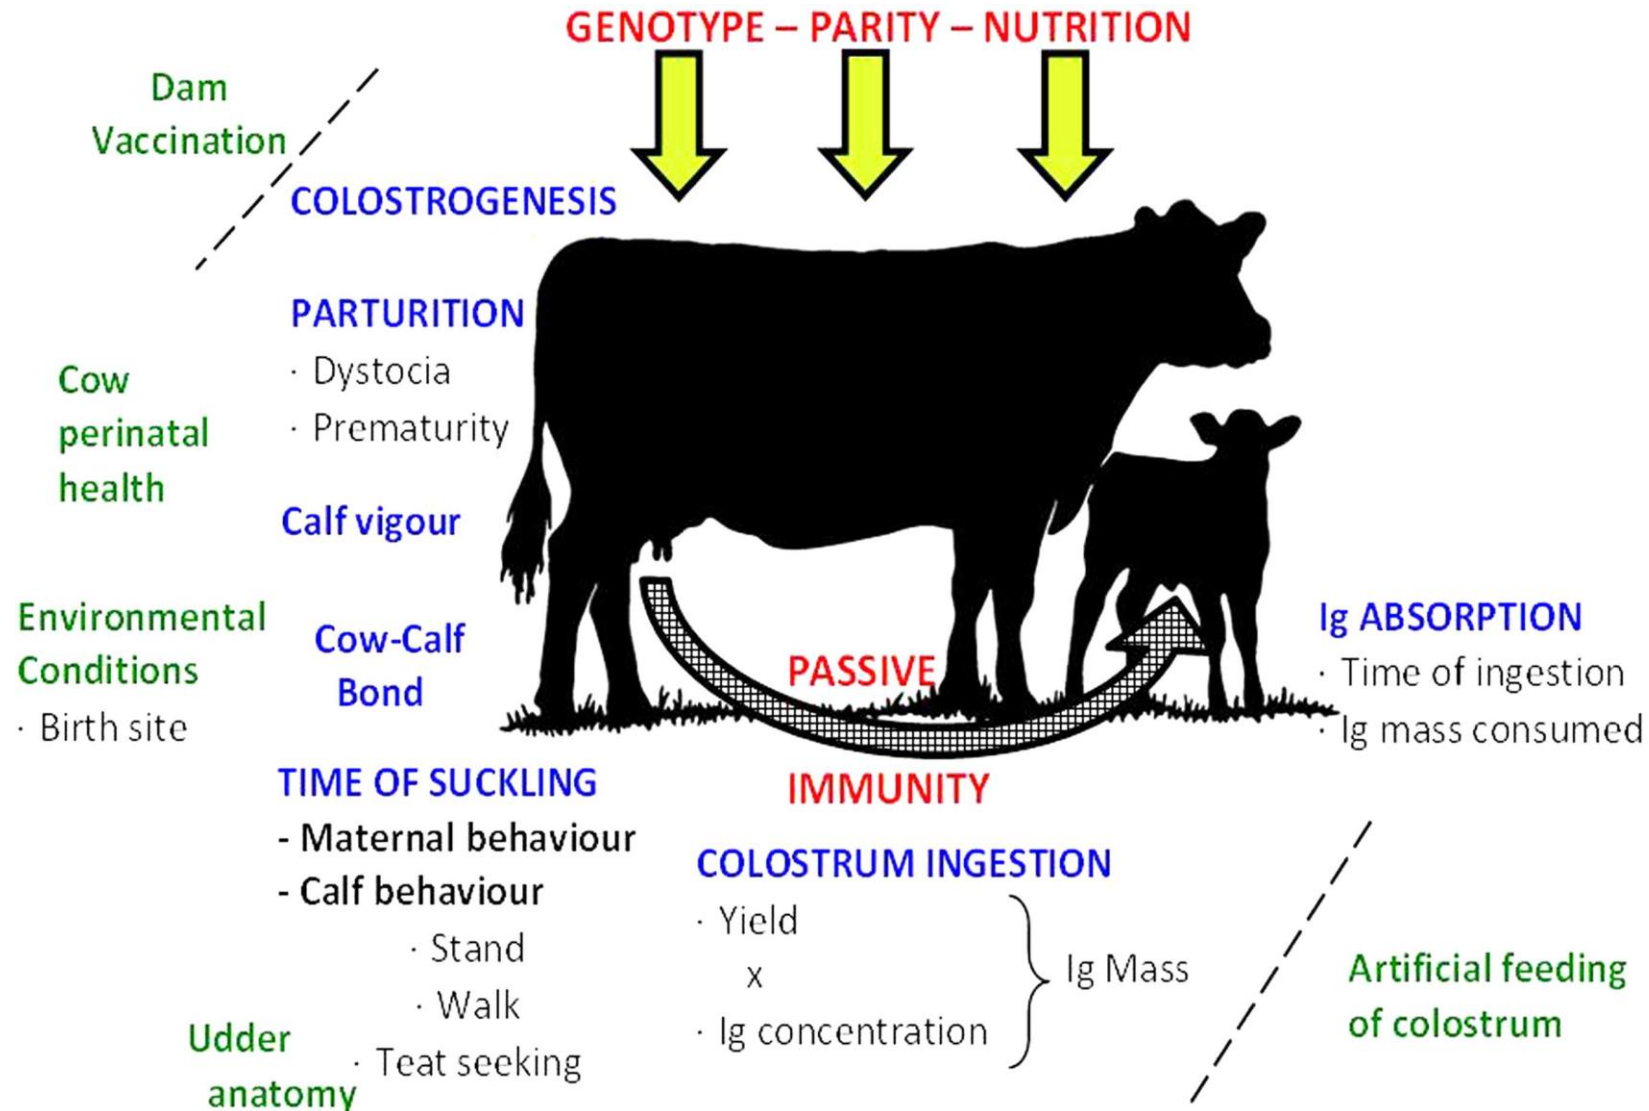 GENOTYPE – PARITY – NUTRITION
Dam
Vaccination
COLOSTROGENESIS
PARTURITION
· Dystocia
· Prematurity
Cow
perinatal
health
Calf vigour
Environmental
Conditions
· Birth site
Cow-Calf
Bond
PASSIVE
IMMUNITY
Ig ABSORPTION
· Time of ingestion
· Ig mass consumed
TIME OF SUCKLING
- Maternal behaviour
- Calf behaviour
· Stand
· Walk
· Teat seeking
Udder
anatomy
COLOSTRUM INGESTION
· Yield
x
· Ig concentration
Ig Mass
Artificial feeding
of colostrum